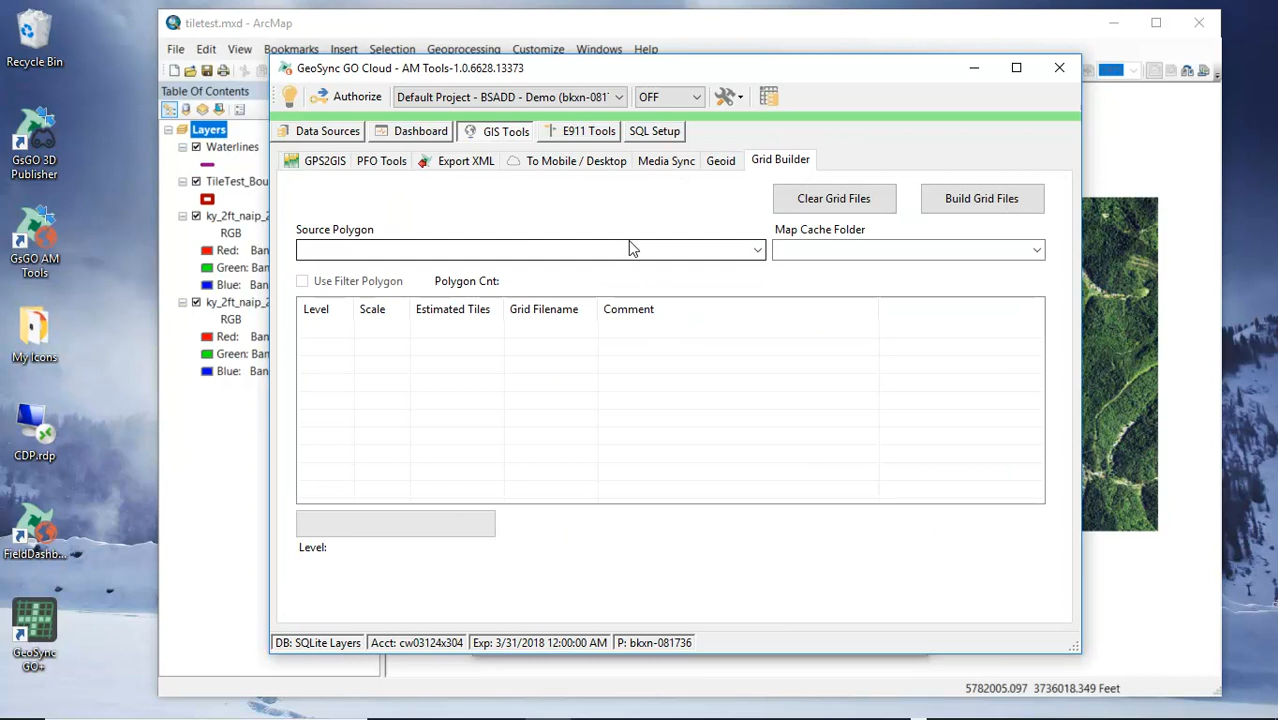 Recycle Bin
GsGO 3D
Publisher
GsGO AM
Tools
My Icons
CDP.rdp
FieldDashb...
GeoSync
GO+
tiletest.mxd - ArcMap
File Edit View Bookmarks Insert Selection Geoprocessing Customize Windows Help
Table Of Contents
Layers
Waterlines
TileTest_Bou
ky_2ft_naip_2
RGB
Red: Ban
Green: Ban
Blue: Ban
ky_2ft_naip_2
RGB
Red: Ban
Green: Ban
Blue: Ban
GeoSync GO Cloud - AM Tools-1.0.6628.13373
Authorize Default Project - BSADD - Demo (bkxn-081 OFF
Data Sources Dashboard GIS Tools E911 Tools SQL Setup
GPS2GIS PFO Tools Export XML To Mobile / Desktop Media Sync Geoid Grid Builder
Clear Grid Files Build Grid Files
Source Polygon Map Cache Folder
Use Filter Polygon Polygon Cnt:
Level Scale Estimated Tiles Grid Filename Comment
Level:
DB: SQLite Layers Acct: cw03124x304 Exp: 3/31/2018 12:00:00 AM P: bkxn-081736
5782005.097 3736018.349 Feet